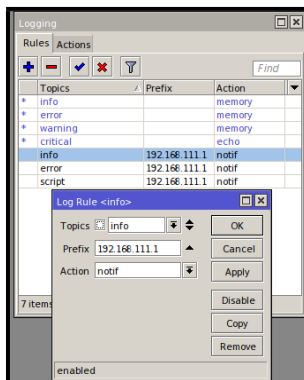 Logging
Rules Actions
Find
Topics Prefix Action
* info memory
* error memory
* warning memory
* critical echo
info 192.168.111.1 notif
error 192.168.111.1 notif
script 192.168.111.1 notif
Log Rule <info>
Topics info
OK
Prefix 192.168.111.1
Cancel
Action notif
Apply
Disable
7 items
Copy
Remove
enabled